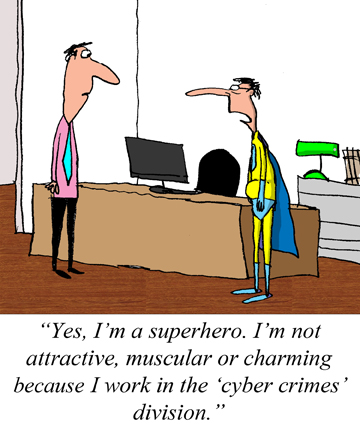 “Yes, I’m a superhero. I’m not
attractive, muscular or charming
because I work in the ‘cyber crimes’
division.”